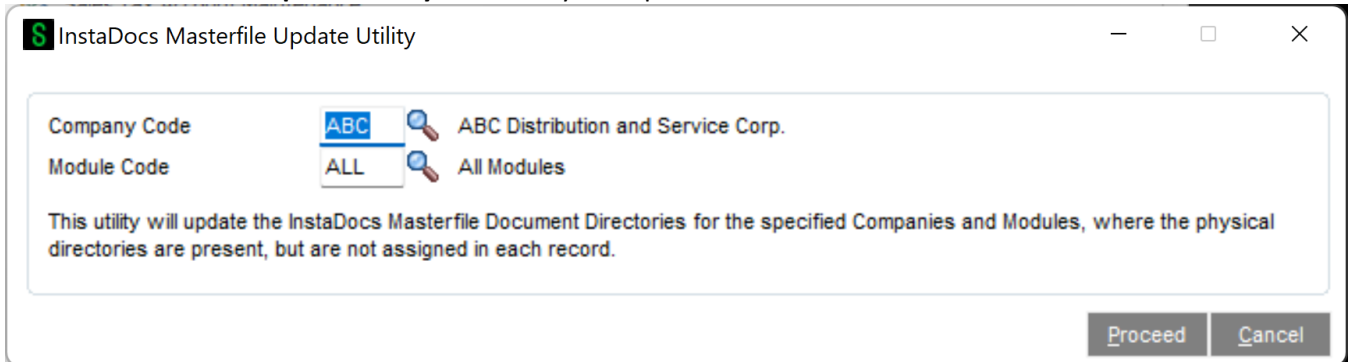 InstaDocs Masterfile Update Utility
Company Code ABC ABC Distribution and Service Corp.
Module Code ALL All Modules
This utility will update the InstaDocs Masterfile Document Directories for the specified Companies and Modules, where the physical
directories are present, but are not assigned in each record.
Proceed Cancel